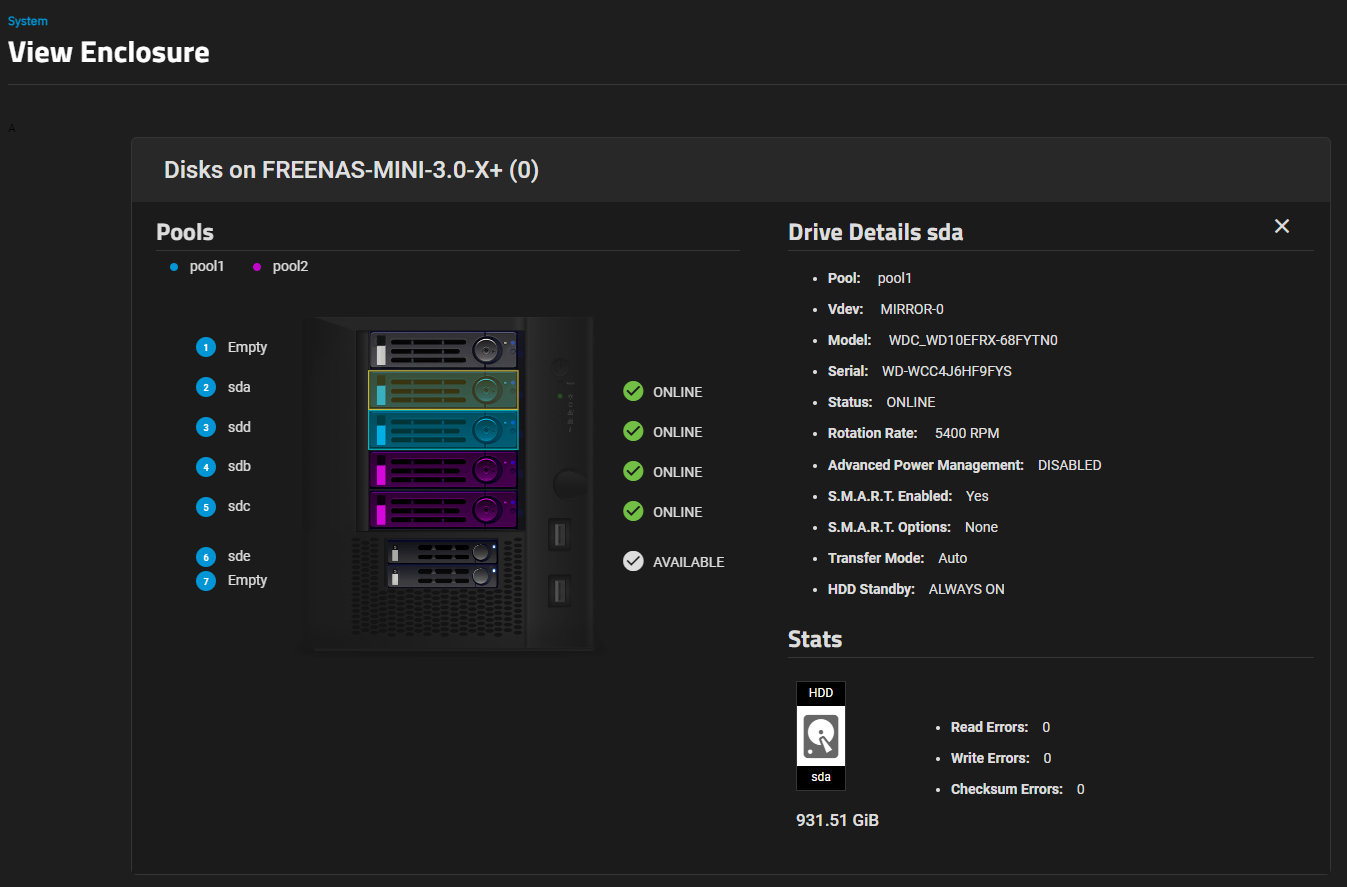 System
View Enclosure
A
Disks on FREENAS-MINI-3.0-X+ (0)
Pools
pool1 pool2
1 Empty
2 sda ONLINE
3 sdd ONLINE
4 sdb ONLINE
5 sdc ONLINE
6 sde AVAILABLE
7 Empty
Drive Details sda
Pool: pool1
Vdev: MIRROR-0
Model: WDC_WD10EFRX-68FYTN0
Serial: WD-WCC4J6HF9FYS
Status: ONLINE
Rotation Rate: 5400 RPM
Advanced Power Management: DISABLED
S.M.A.R.T. Enabled: Yes
S.M.A.R.T. Options: None
Transfer Mode: Auto
HDD Standby: ALWAYS ON
Stats
HDD
sda
931.51 GiB
Read Errors: 0
Write Errors: 0
Checksum Errors: 0